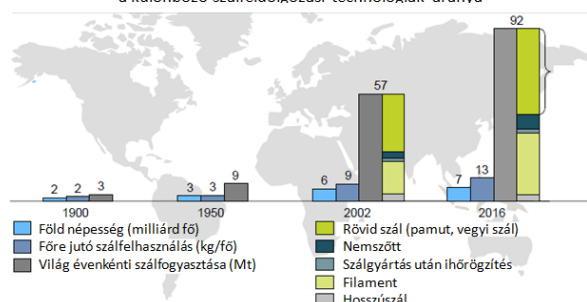 a különböző szálfeldolgozási technológiák aránya
92
57
2 2 3
3 3 9
6 9
7 13
1900 1950 2002 2016
Föld népesség (milliárd fő)
Főre jutó szálfelhasználás (kg/fő)
Világ évenkénti szálfogyasztása (Mt)
Rövid szál (pamut, vegyi szál)
Nemszőtt
Szálgyártás után ihőrögzítés
Filament
Hosszúszál